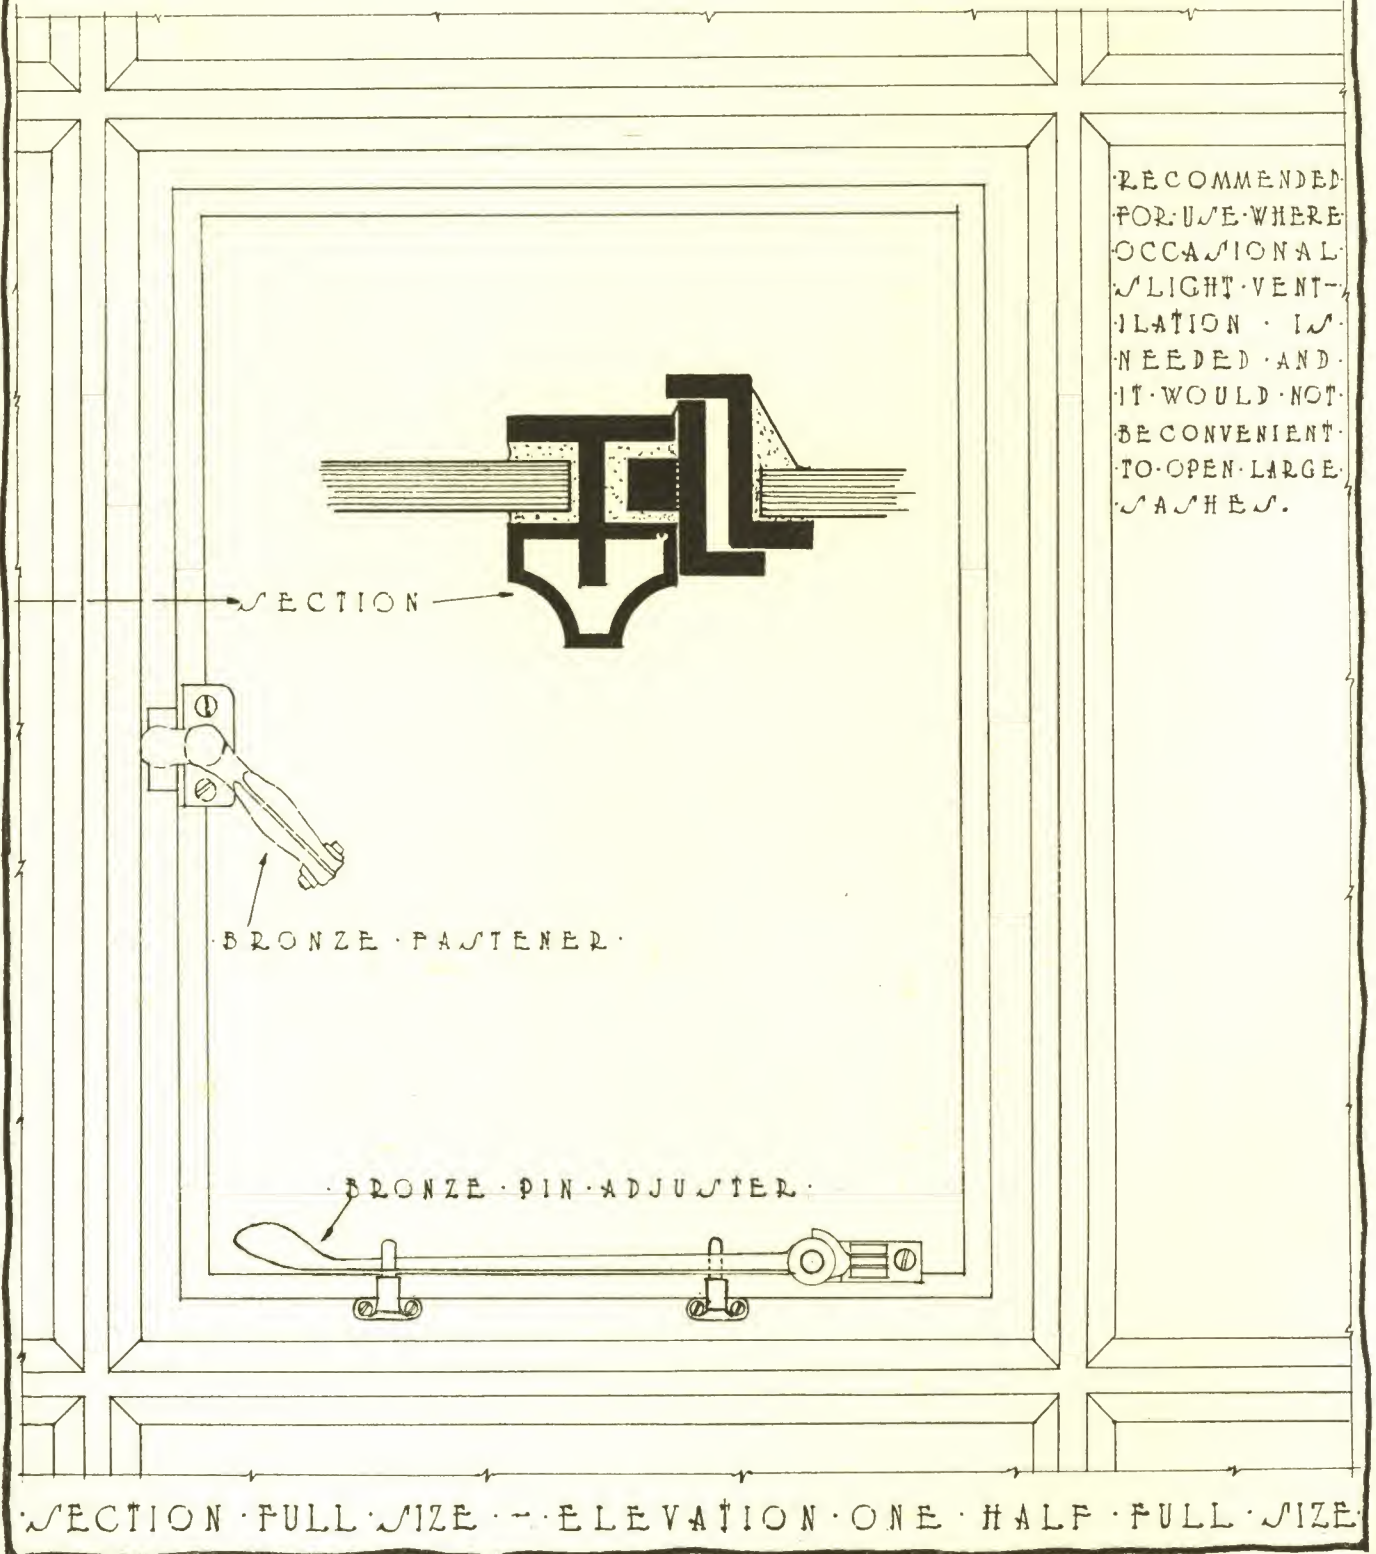 ·RECOMMENDED·
·FOR·USE·WHERE·
·OCCASIONAL·
·SLIGHT·VENT-
·ILATION · IS·
·NEEDED·AND·
·IT·WOULD·NOT·
·BE CONVENIENT·
·TO·OPEN·LARGE·
·SASHES.
SECTION
·BRONZE·FASTENER·
·BRONZE·PIN·ADJUSTER·
·SECTION·FULL·SIZE·-·ELEVATION·ONE·HALF·FULL·SIZE·